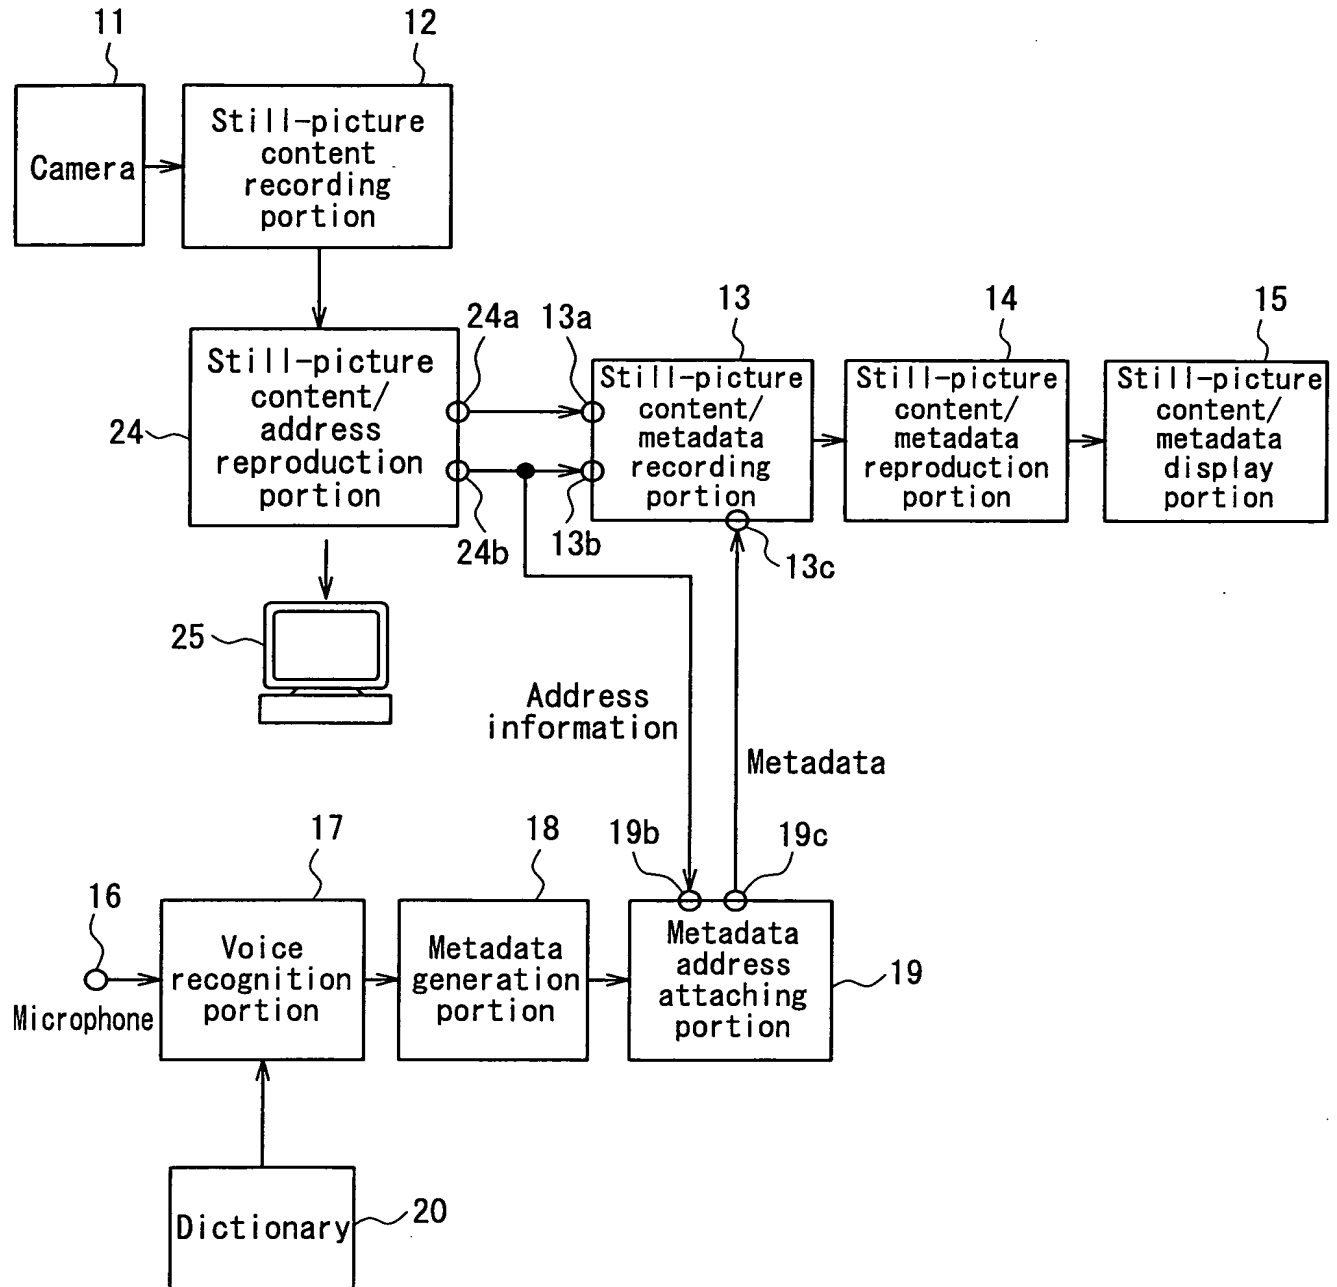 11
12
Camera
Still-picture
content
recording
portion
24a
13a
13
14
15
24
Still-picture
content/
address
reproduction
portion
Still-picture
content/
metadata
recording
portion
Still-picture
content/
metadata
reproduction
portion
Still-picture
content/
metadata
display
portion
24b
13b
13c
25
Address
information
Metadata
17
18
19b
19c
16
Microphone
Voice
recognition
portion
Metadata
generation
portion
Metadata
address
attaching
portion
19
Dictionary
20